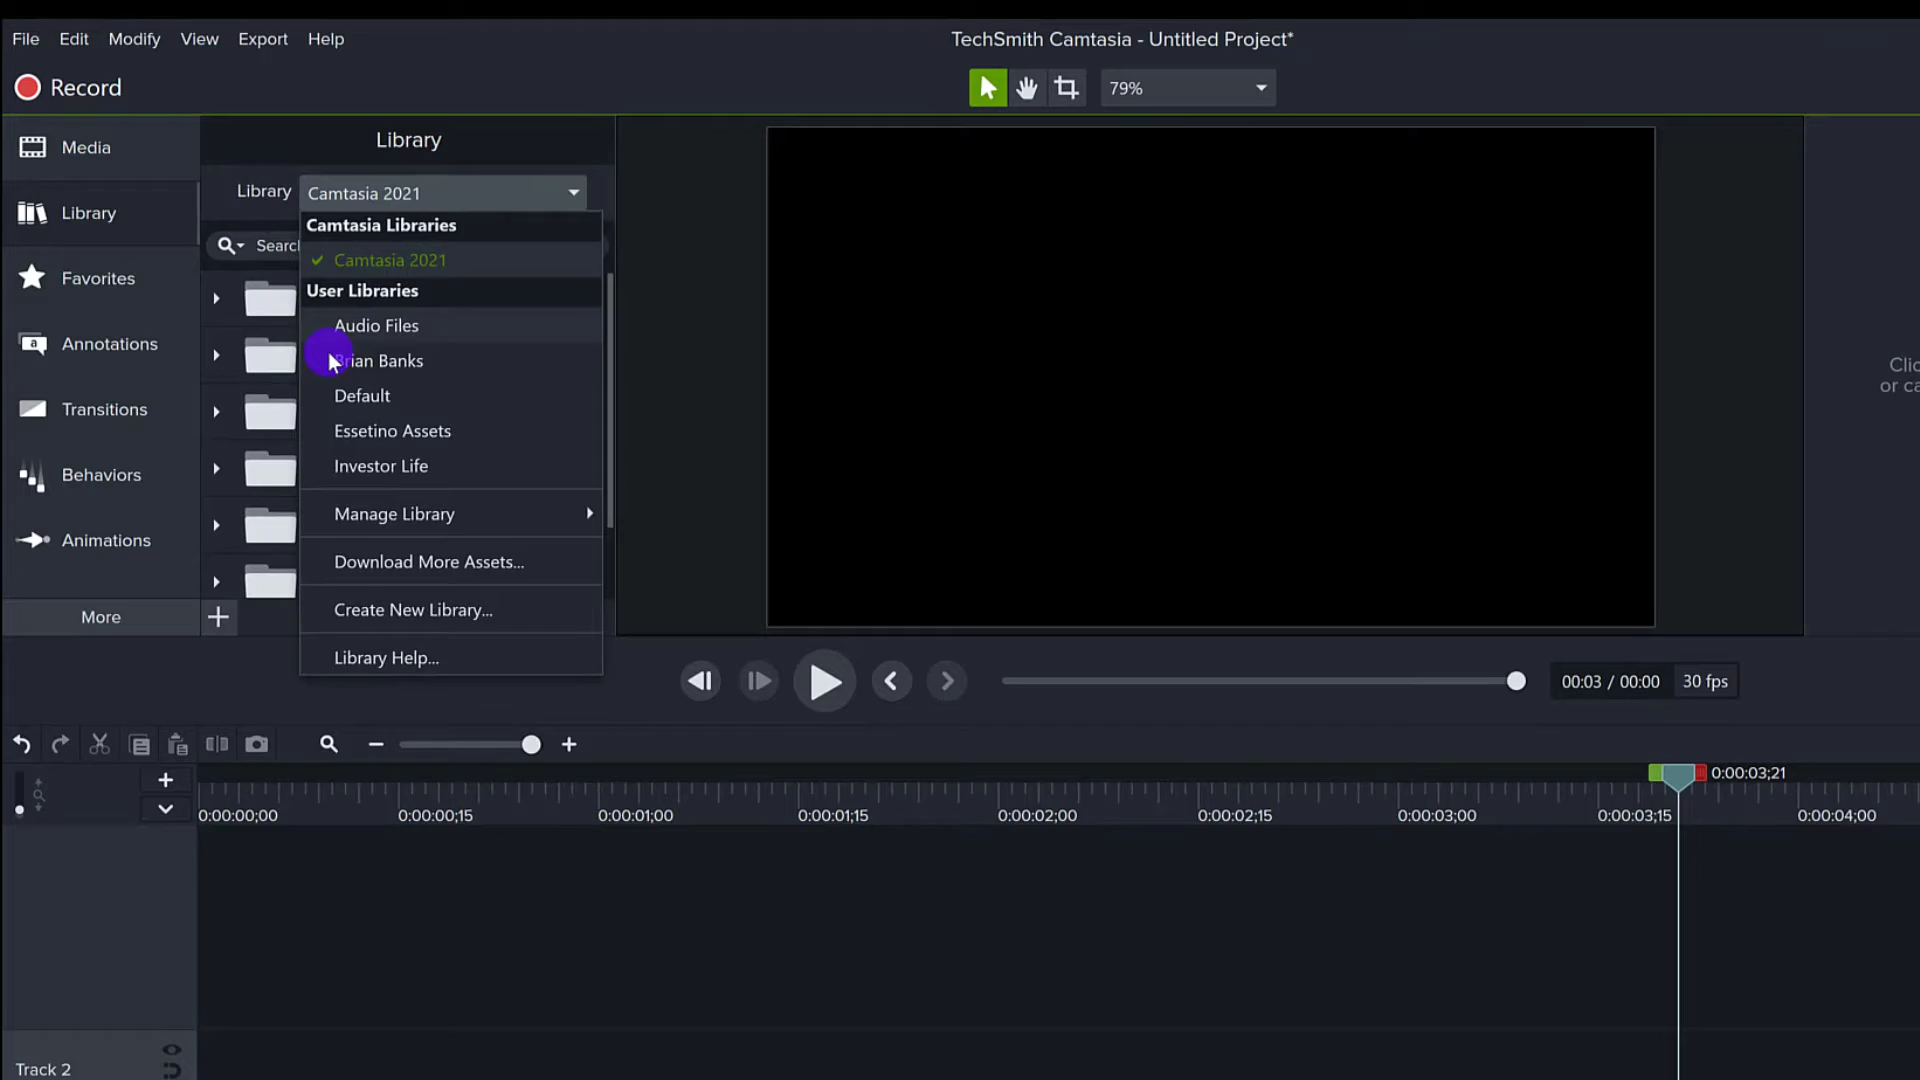 File Edit Modify View Export Help
TechSmith Camtasia - Untitled Project*
Record
79%
Media
Library
Favorites
Annotations
Transitions
Behaviors
Animations
More
Library
Library Camtasia 2021
Camtasia Libraries
Camtasia 2021
User Libraries
Audio Files
Brian Banks
Default
Essetino Assets
Investor Life
Manage Library
Download More Assets...
Create New Library...
Library Help...
a
00:03 / 00:00 30 fps
0:00:03;21
0:00:00;00 0:00:00;15 0:00:01;00 0:00:01;15 0:00:02;00 0:00:02;15 0:00:03;00 0:00:03;15 0:00:04;00
Track 2
or